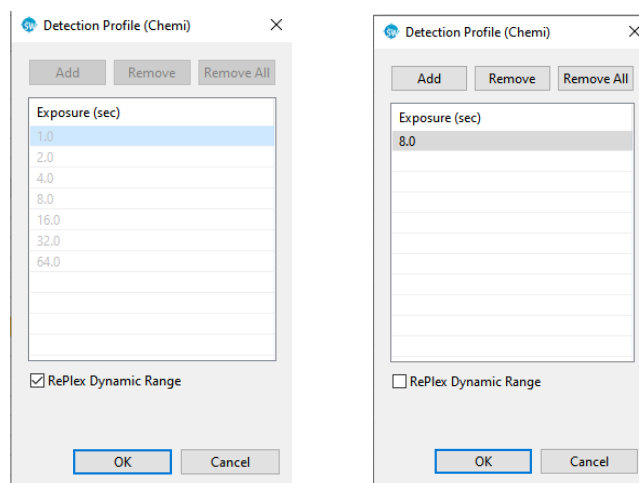 SW Detection Profile (Chemi)
Add Remove Remove All
Exposure (sec)
1.0
2.0
4.0
8.0
16.0
32.0
64.0
RePlex Dynamic Range
OK Cancel
SW Detection Profile (Chemi)
Add Remove Remove All
Exposure (sec)
8.0
RePlex Dynamic Range
OK Cancel